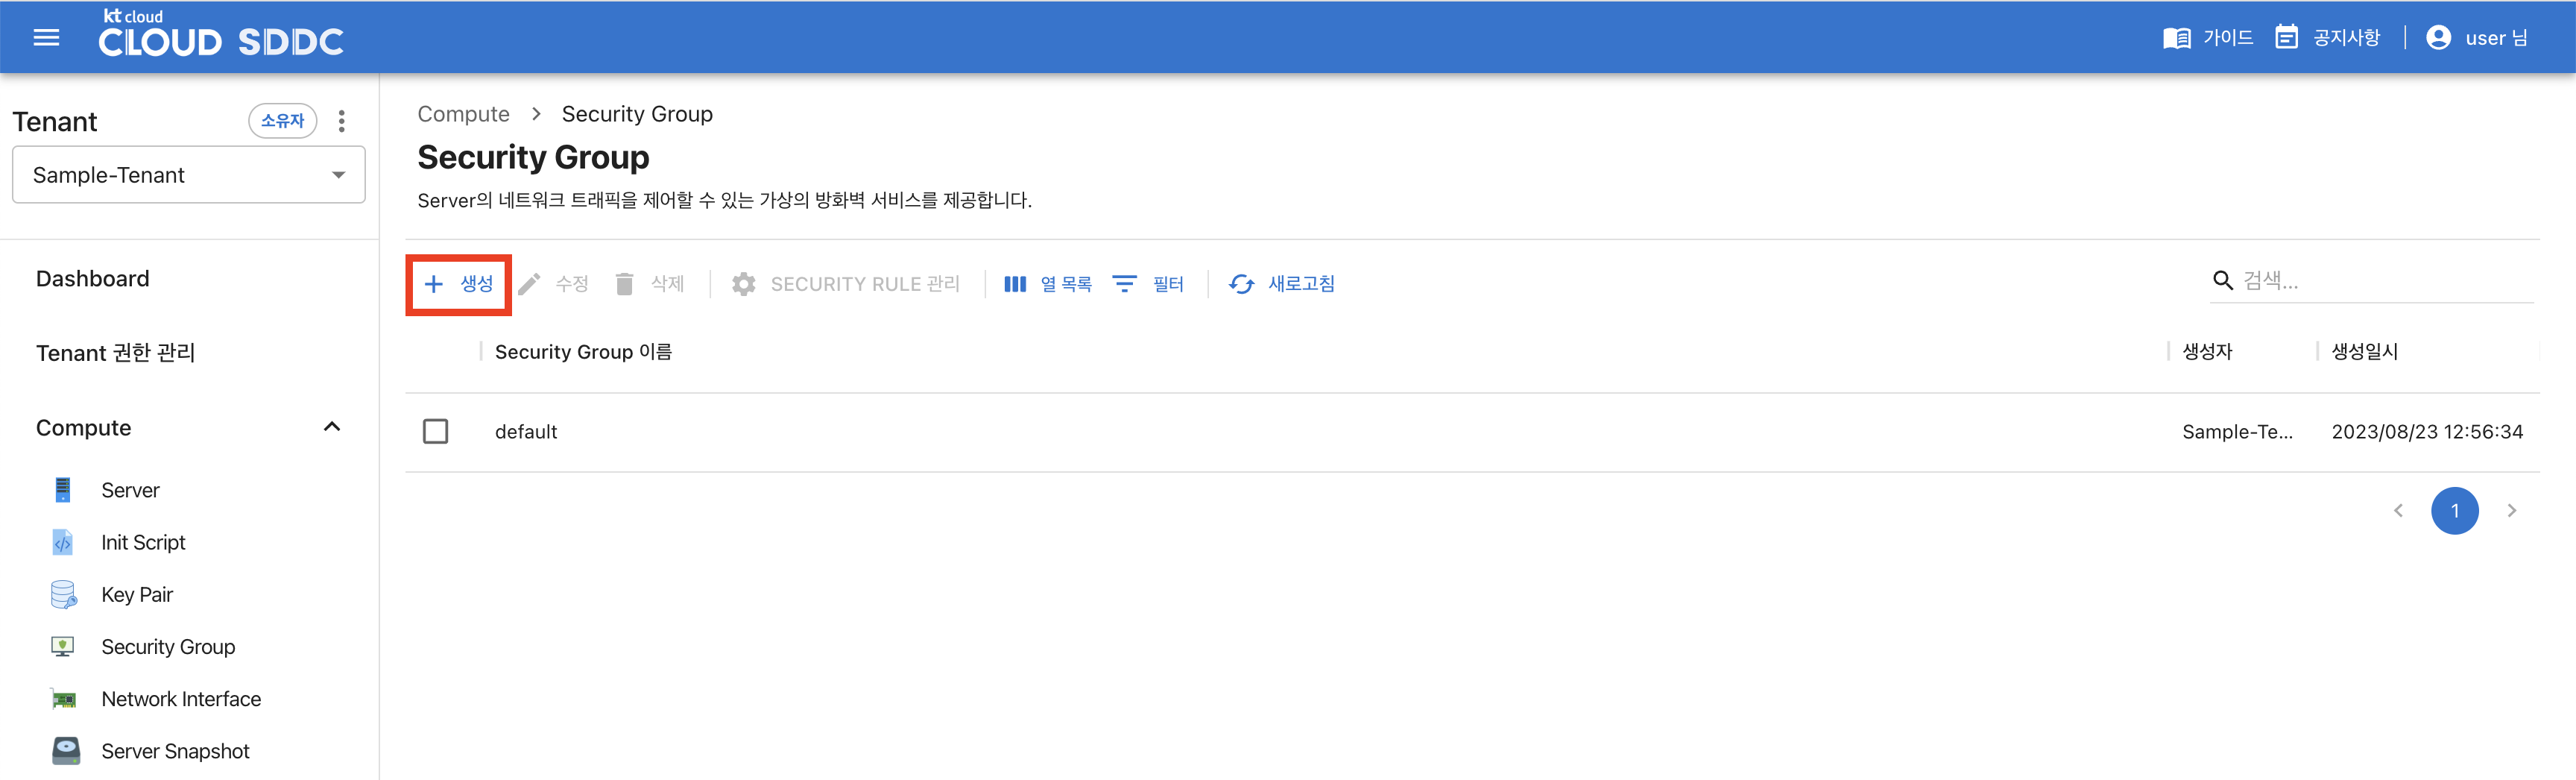 kt cloud
CLOUD SDDC
가이드
공지사항
user 님
Tenant
소유자
Sample-Tenant
Dashboard
Tenant 권한 관리
Compute
Server
Init Script
Key Pair
Security Group
Network Interface
Server Snapshot
Compute > Security Group
Security Group
Server의 네트워크 트래픽을 제어할 수 있는 가상의 방화벽 서비스를 제공합니다.
+ 생성 수정 삭제 SECURITY RULE 관리 열 목록 필터 새로고침 검색...
Security Group 이름 생성자 생성일시
default Sample-Te... 2023/08/23 12:56:34
1